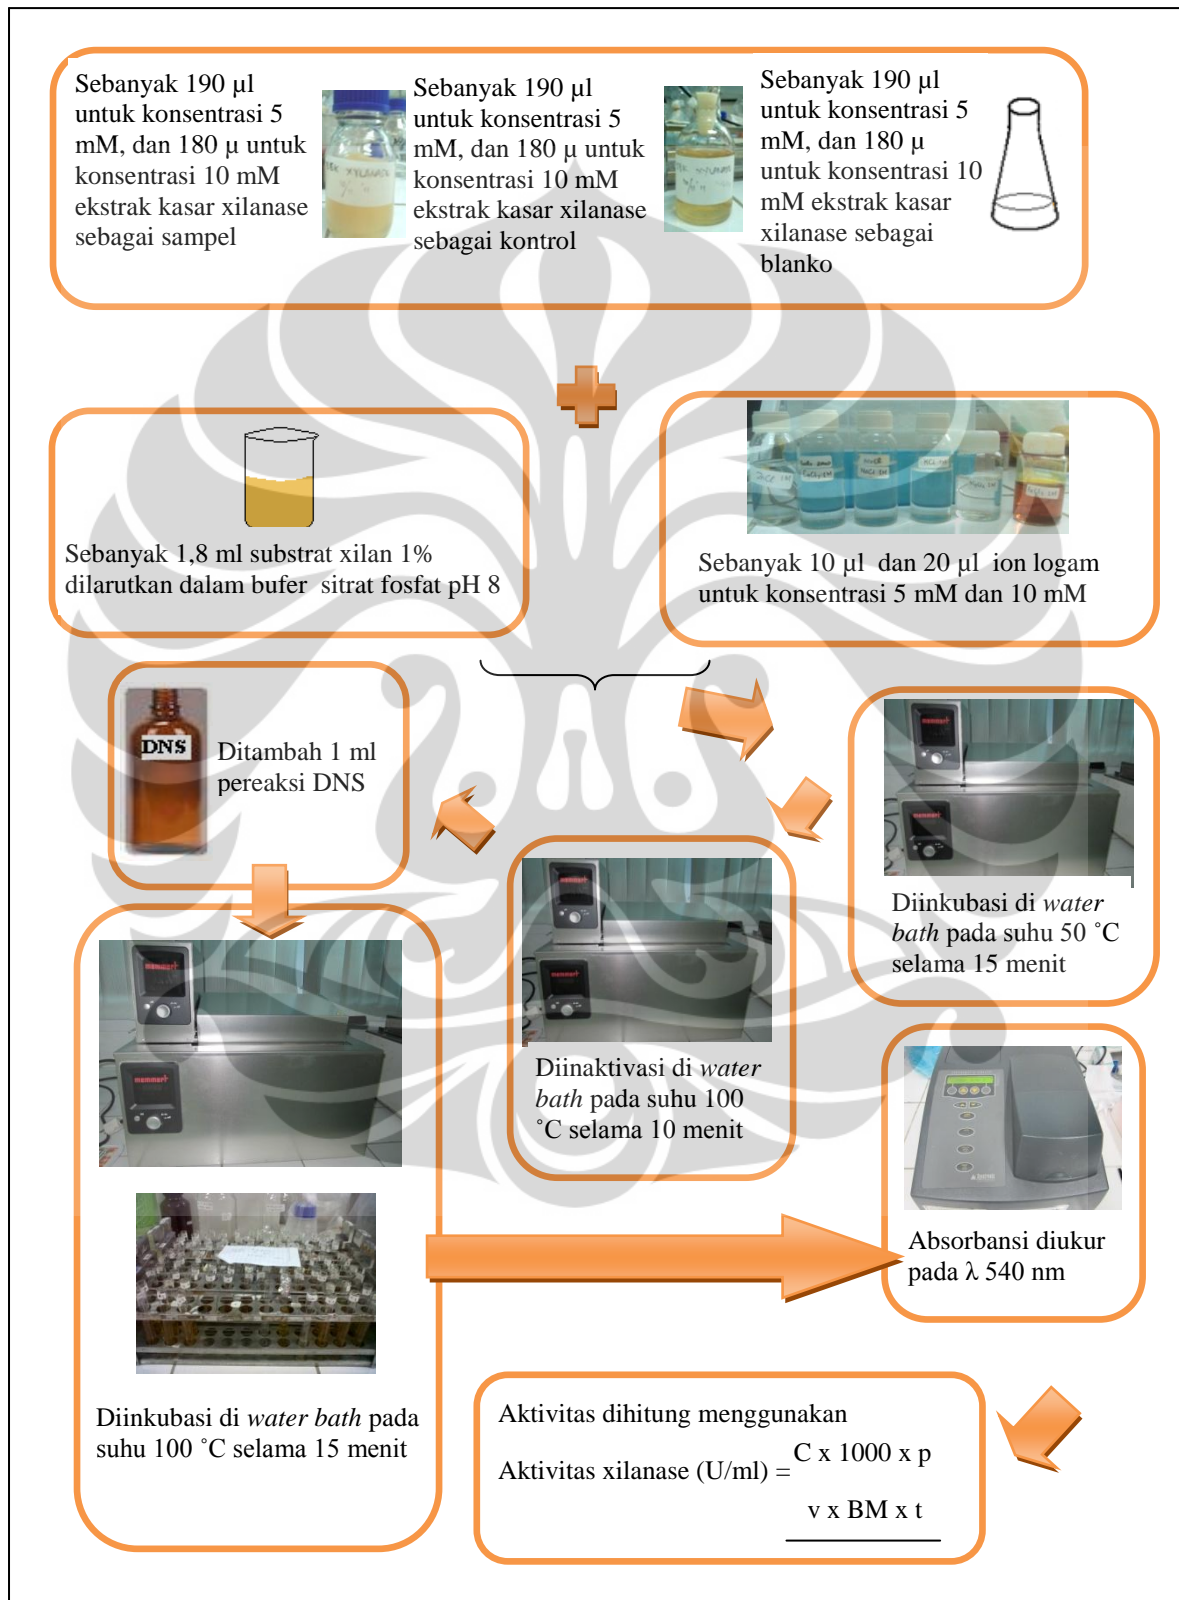 Sebanyak 190 µl
untuk konsentrasi 5
mM, dan 180 µ untuk
konsentrasi 10 mM
ekstrak kasar xilanase
sebagai sampel
Sebanyak 190 µl
untuk konsentrasi 5
mM, dan 180 µ untuk
konsentrasi 10 mM
ekstrak kasar xilanase
sebagai kontrol
Sebanyak 190 µl
untuk konsentrasi 5
mM, dan 180 µ
untuk konsentrasi 10
mM ekstrak kasar
xilanase sebagai
blanko
Sebanyak 1,8 ml substrat xilan 1%
dilarutkan dalam bufer sitrat fosfat pH 8
Sebanyak 10 µl dan 20 µl ion logam
untuk konsentrasi 5 mM dan 10 mM
DNS
Ditambah 1 ml
pereaksi DNS
Diinkubasi di water
bath pada suhu 50 ˚C
selama 15 menit
memmert
Diinaktivasi di water
bath pada suhu 100
˚C selama 10 menit
memmert
memmert
Diinkubasi di water bath pada
suhu 100 ˚C selama 15 menit
Absorbansi diukur
pada λ 540 nm
Aktivitas dihitung menggunakan
Aktivitas xilanase (U/ml) = C x 1000 x p
v x BM x t